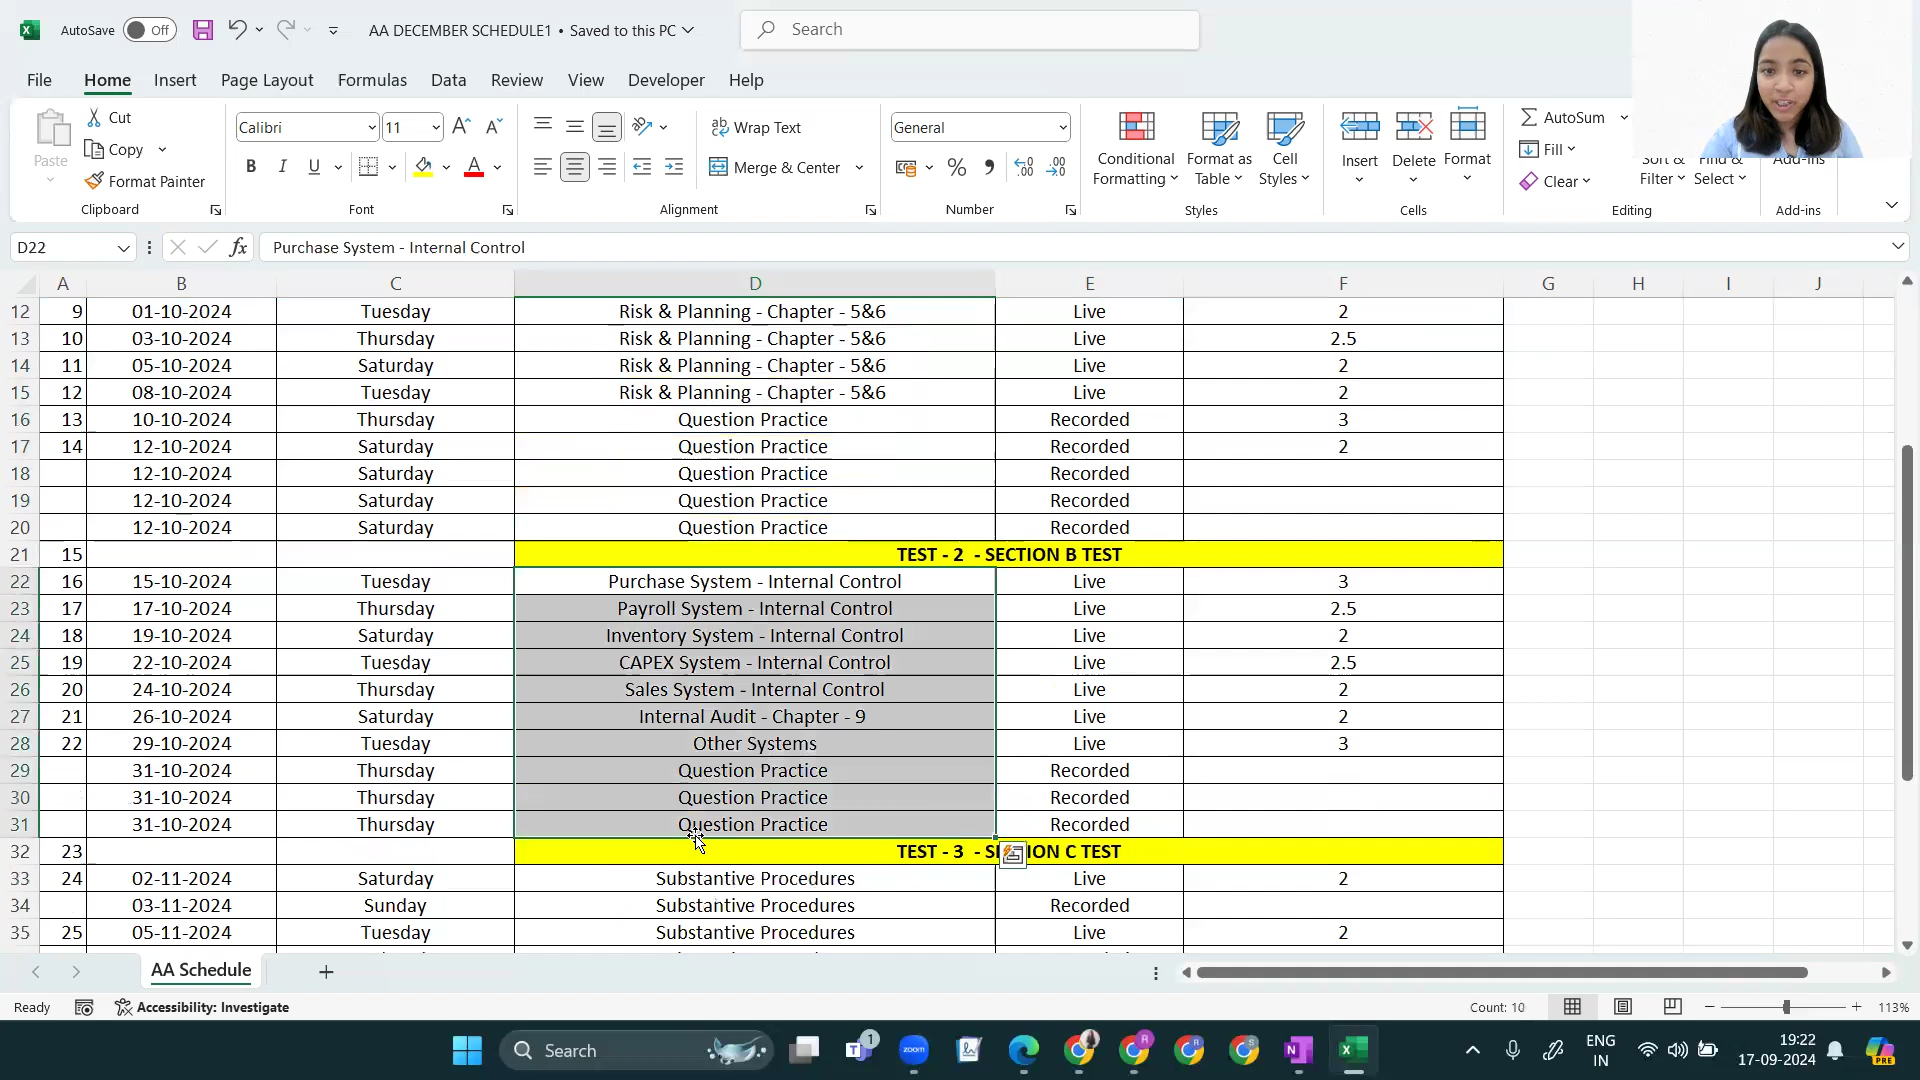 AutoSave Off AA DECEMBER SCHEDULE1 • Saved to this PC Search
File Home Insert Page Layout Formulas Data Review View Developer Help
Paste Cut Copy Format Painter Clipboard
Calibri 11 B I U A Font
ab Wrap Text Merge & Center Alignment
General % Number
Conditional Formatting Format as Table Cell Styles Styles
Insert Delete Format Cells
AutoSum Fill Clear Sort & Filter Find & Select Editing
Add-ins Add-ins
D22 fx Purchase System - Internal Control
A B C D E F G H I J
12 9 01-10-2024 Tuesday Risk & Planning - Chapter - 5&6 Live 2
13 10 03-10-2024 Thursday Risk & Planning - Chapter - 5&6 Live 2.5
14 11 05-10-2024 Saturday Risk & Planning - Chapter - 5&6 Live 2
15 12 08-10-2024 Tuesday Risk & Planning - Chapter - 5&6 Live 2
16 13 10-10-2024 Thursday Question Practice Recorded 3
17 14 12-10-2024 Saturday Question Practice Recorded 2
18 12-10-2024 Saturday Question Practice Recorded
19 12-10-2024 Saturday Question Practice Recorded
20 12-10-2024 Saturday Question Practice Recorded
21 15 TEST - 2 - SECTION B TEST
22 16 15-10-2024 Tuesday Purchase System - Internal Control Live 3
23 17 17-10-2024 Thursday Payroll System - Internal Control Live 2.5
24 18 19-10-2024 Saturday Inventory System - Internal Control Live 2
25 19 22-10-2024 Tuesday CAPEX System - Internal Control Live 2.5
26 20 24-10-2024 Thursday Sales System - Internal Control Live 2
27 21 26-10-2024 Saturday Internal Audit - Chapter - 9 Live 2
28 22 29-10-2024 Tuesday Other Systems Live 3
29 31-10-2024 Thursday Question Practice Recorded
30 31-10-2024 Thursday Question Practice Recorded
31 31-10-2024 Thursday Question Practice Recorded
32 23 TEST - 3 - S ION C TEST
33 24 02-11-2024 Saturday Substantive Procedures Live 2
34 03-11-2024 Sunday Substantive Procedures Recorded
35 25 05-11-2024 Tuesday Substantive Procedures Live 2
AA Schedule
Ready Accessibility: Investigate Count: 10 113%
Search 1 zoom R R ENG IN 19:22 17-09-2024 PRE